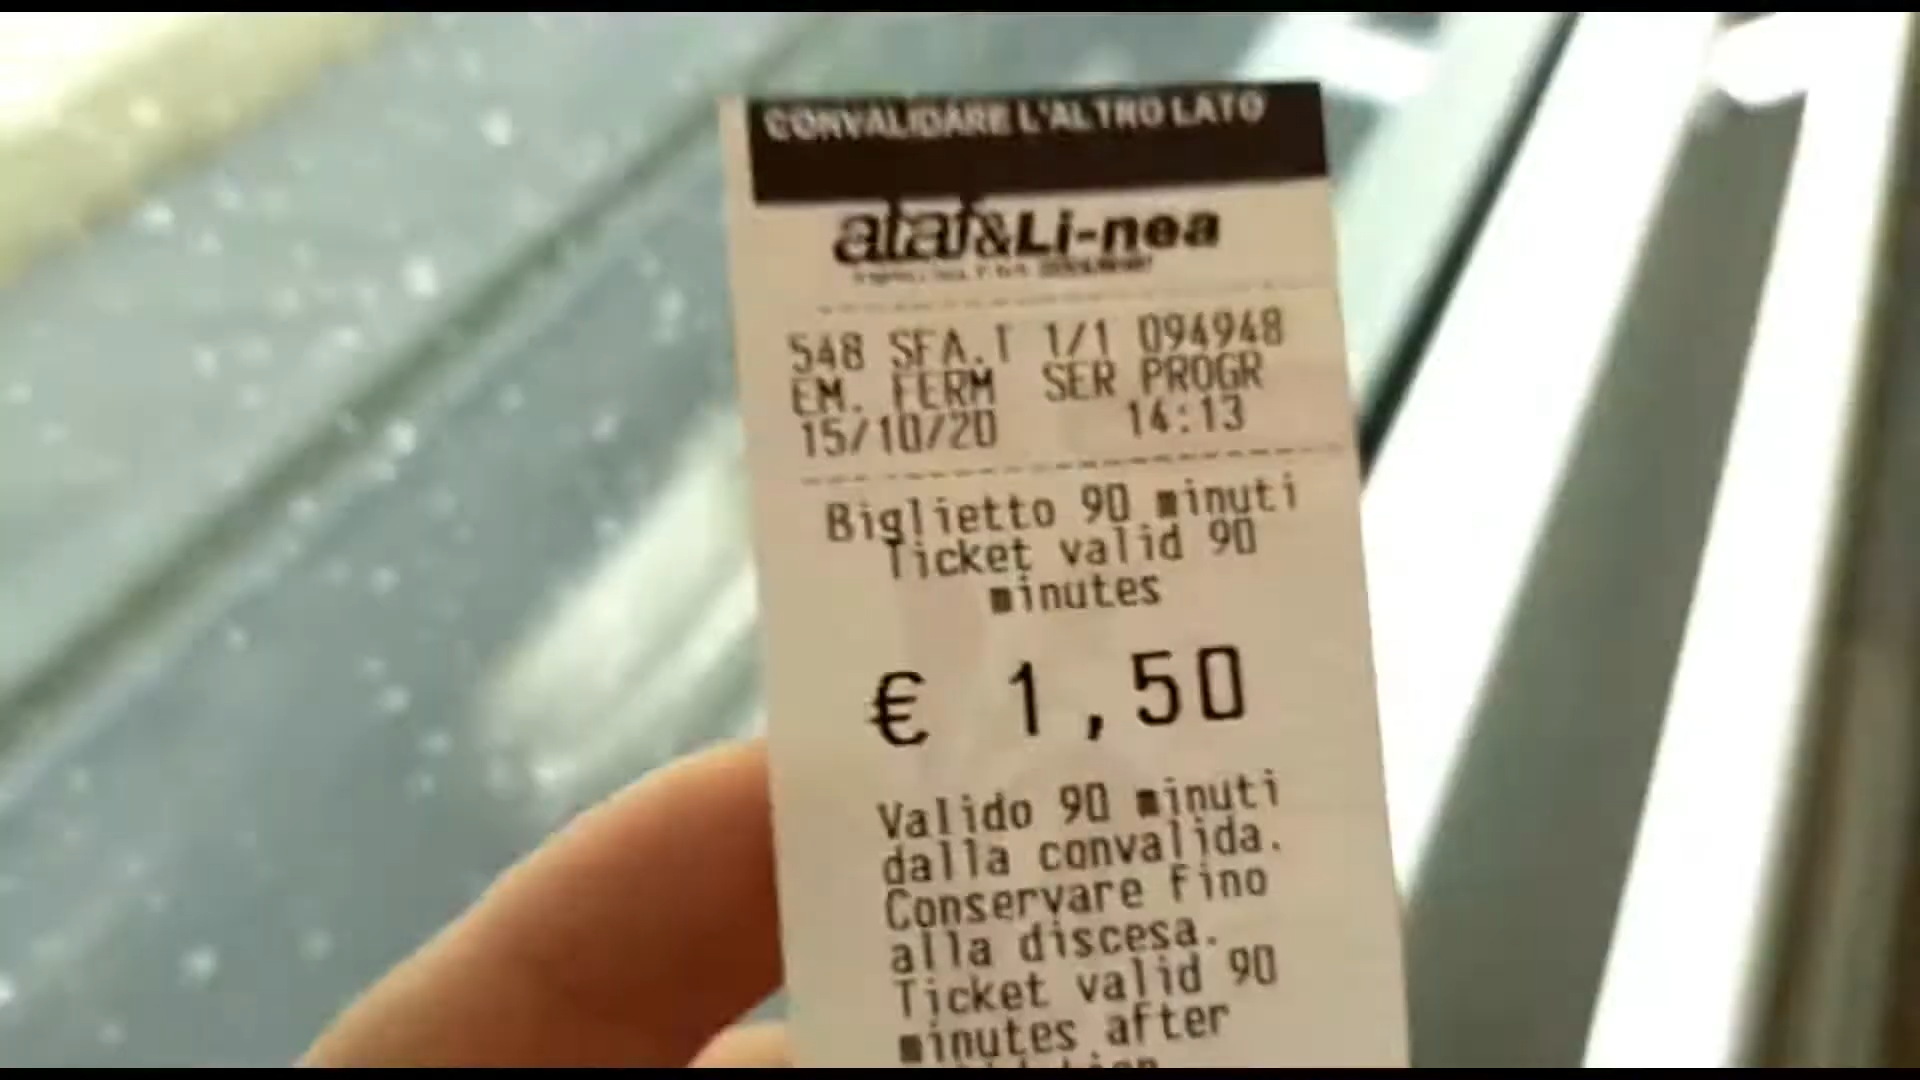 CONVALIDARE L'ALTRO LATO
ataf&Li-nea
548 SFA.T 1/1 094948
EM. FERM SER PROGR
15/10/20 14:13
Biglietto 90 minuti
Ticket valid 90
minutes
€ 1,50
Valido 90 minuti
dalla convalida.
Conservare fino
alla discesa.
Ticket valid 90
minutes after